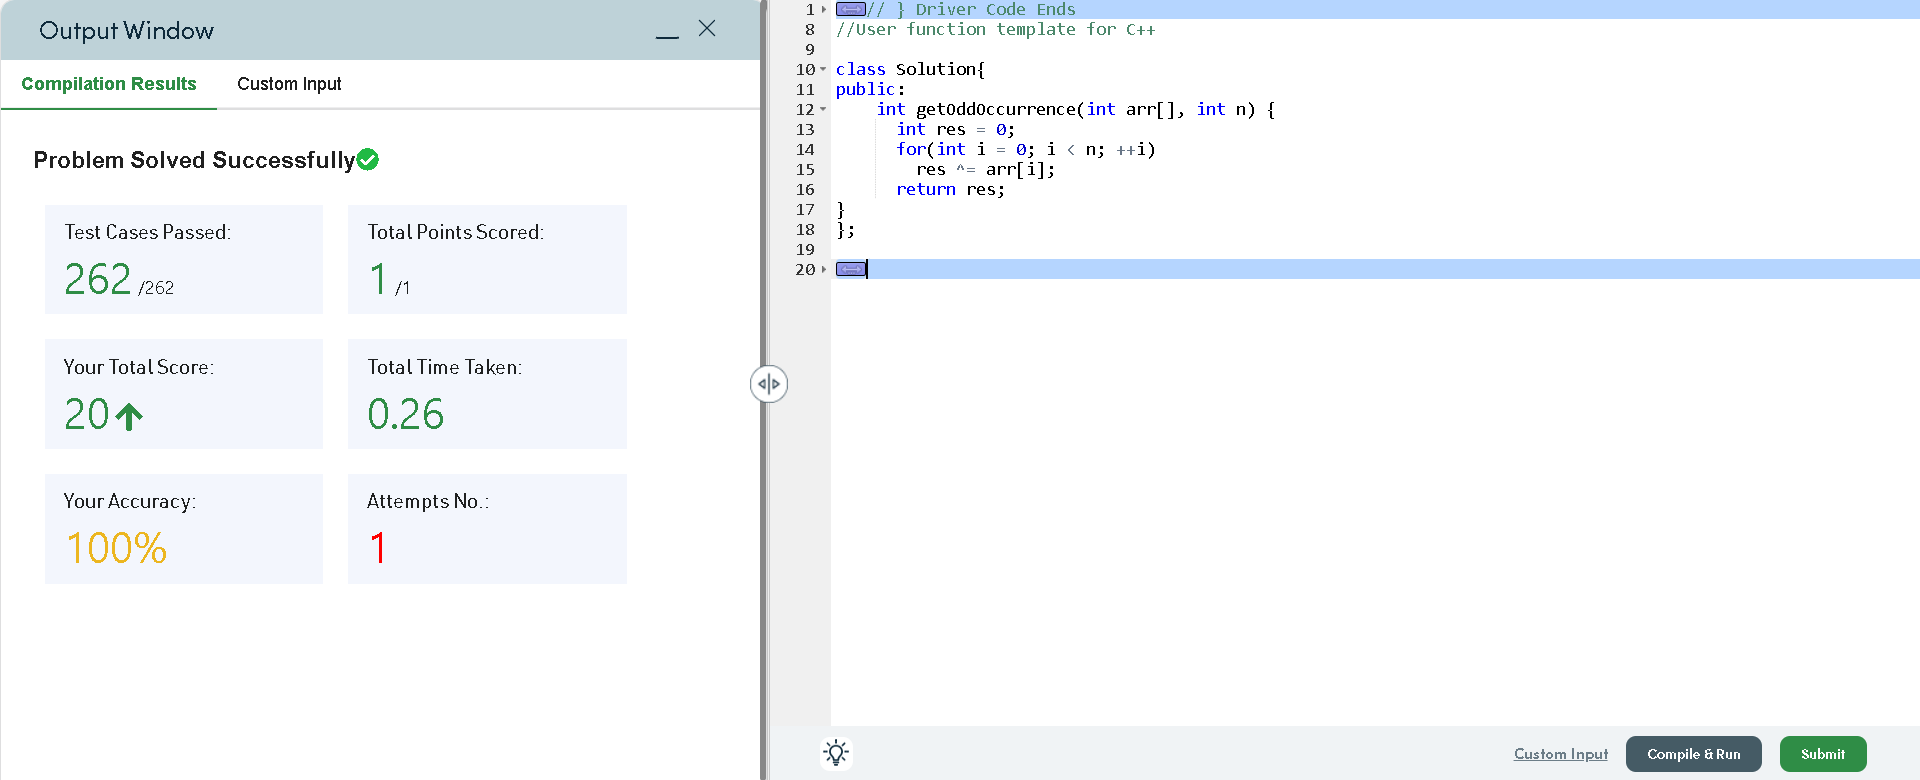 Output Window
Compilation Results Custom Input
Problem Solved Successfully
Test Cases Passed: Total Points Scored:
262 /262 1 /1
Your Total Score: Total Time Taken:
20 0.26
Your Accuracy: Attempts No.:
100% 1
1 // } Driver Code Ends
8 //User function template for C++
9
10 class Solution{
11 public:
12     int getOddOccurrence(int arr[], int n) {
13       int res = 0;
14       for(int i = 0; i < n; ++i)
15         res ^= arr[i];
16       return res;
17 }
18 };
19
20
Custom Input Compile & Run Submit